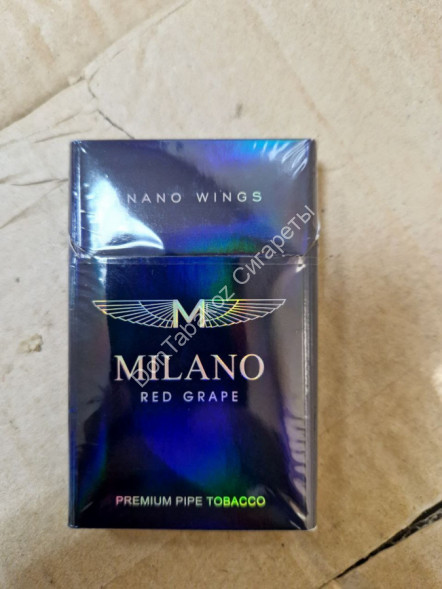 NANO WINGS
M
MILANO
RED GRAPE
PREMIUM PIPE TOBACCO
Сигареты